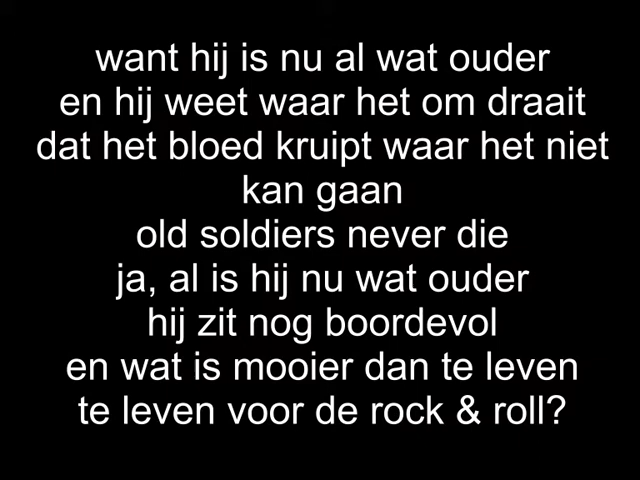 want hij is nu al wat ouder
en hij weet waar het om draait
dat het bloed kruipt waar het niet
kan gaan
old soldiers never die
ja, al is hij nu wat ouder
hij zit nog boordevol
en wat is mooier dan te leven
te leven voor de rock & roll?